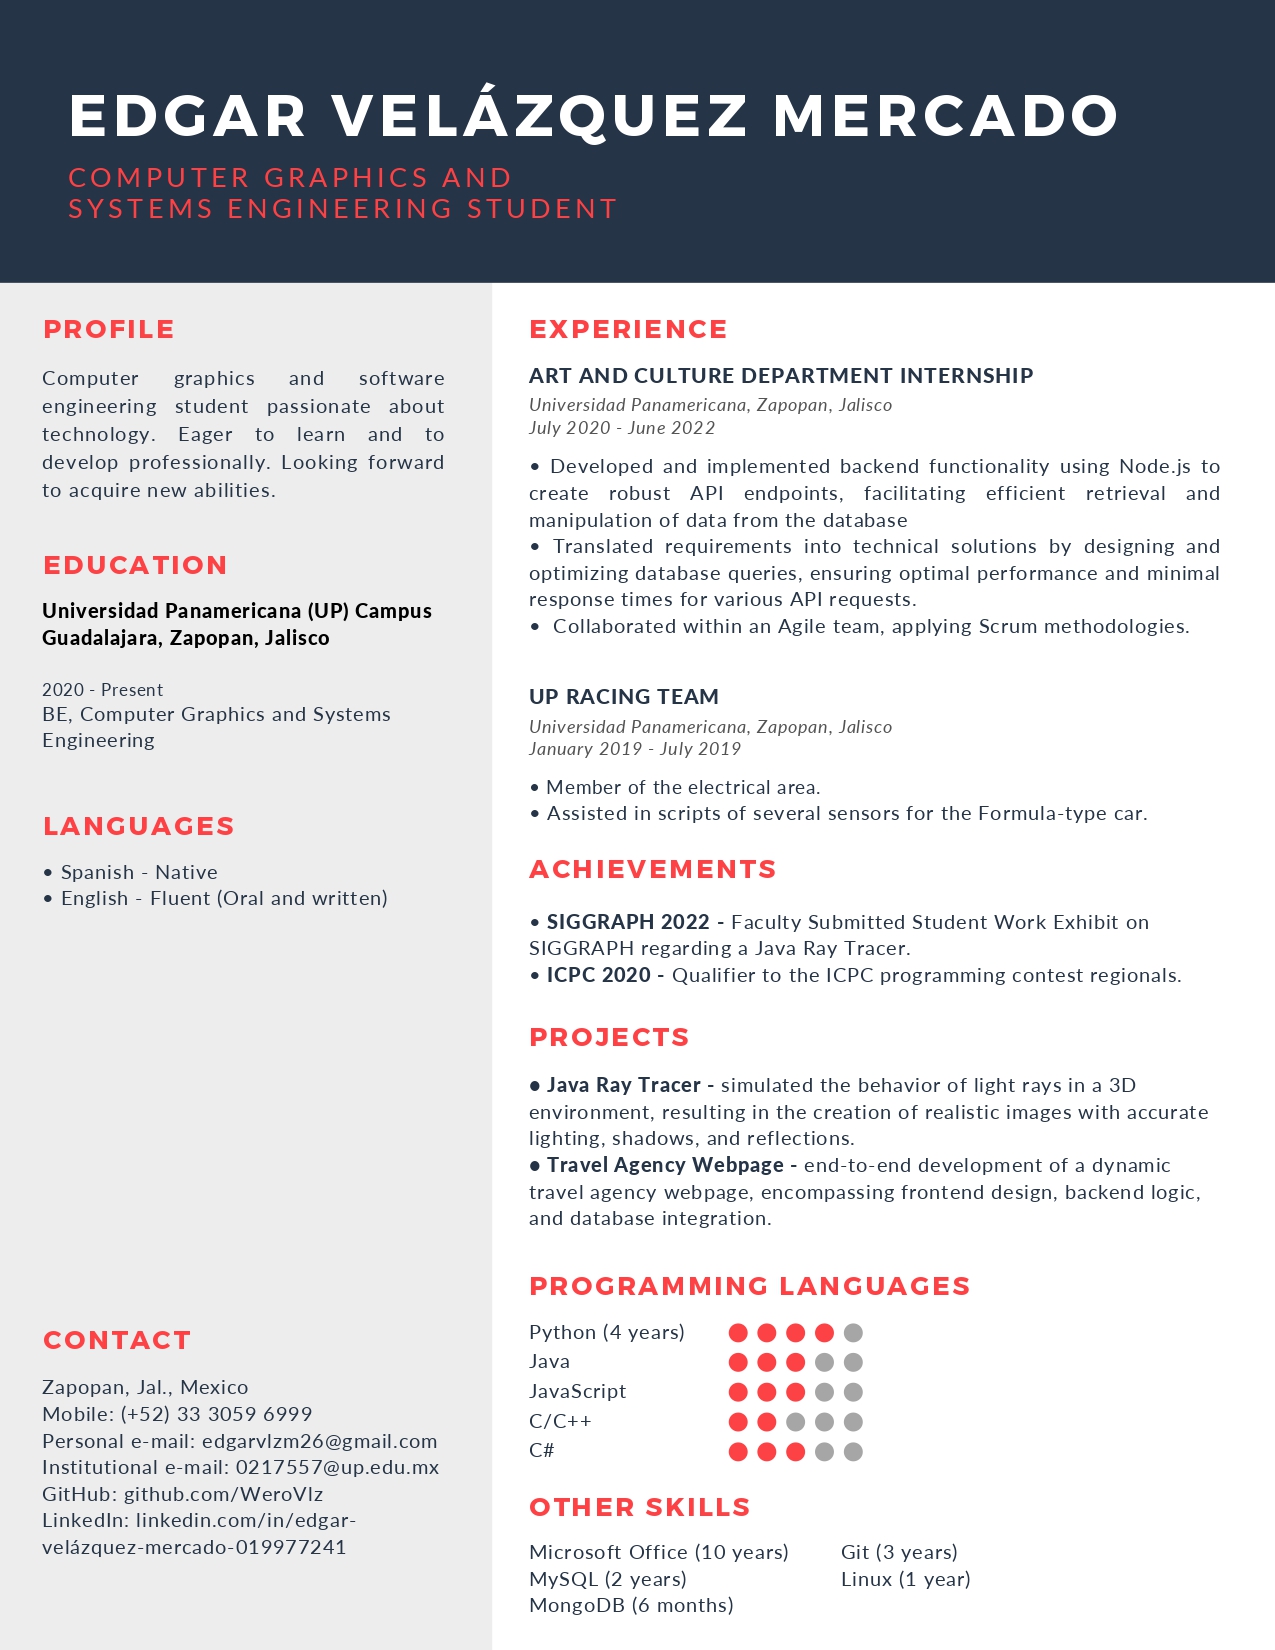 EDGAR VELÁZQUEZ MERCADO
COMPUTER GRAPHICS AND
SYSTEMS ENGINEERING STUDENT
PROFILE
Computer graphics and software
engineering student passionate about
technology. Eager to learn and to
develop professionally. Looking forward
to acquire new abilities.
EDUCATION
Universidad Panamericana (UP) Campus
Guadalajara, Zapopan, Jalisco
2020 - Present
BE, Computer Graphics and Systems
Engineering
LANGUAGES
• Spanish - Native
• English - Fluent (Oral and written)
CONTACT
Zapopan, Jal., Mexico
Mobile: (+52) 33 3059 6999
Personal e-mail: edgarvlzm26@gmail.com
Institutional e-mail: 0217557@up.edu.mx
GitHub: github.com/WeroVlz
LinkedIn: linkedin.com/in/edgar-
velázquez-mercado-019977241
EXPERIENCE
ART AND CULTURE DEPARTMENT INTERNSHIP
Universidad Panamericana, Zapopan, Jalisco
July 2020 - June 2022
• Developed and implemented backend functionality using Node.js to
create robust API endpoints, facilitating efficient retrieval and
manipulation of data from the database
• Translated requirements into technical solutions by designing and
optimizing database queries, ensuring optimal performance and minimal
response times for various API requests.
• Collaborated within an Agile team, applying Scrum methodologies.
UP RACING TEAM
Universidad Panamericana, Zapopan, Jalisco
January 2019 - July 2019
• Member of the electrical area.
• Assisted in scripts of several sensors for the Formula-type car.
ACHIEVEMENTS
• SIGGRAPH 2022 - Faculty Submitted Student Work Exhibit on
SIGGRAPH regarding a Java Ray Tracer.
• ICPC 2020 - Qualifier to the ICPC programming contest regionals.
PROJECTS
• Java Ray Tracer - simulated the behavior of light rays in a 3D
environment, resulting in the creation of realistic images with accurate
lighting, shadows, and reflections.
• Travel Agency Webpage - end-to-end development of a dynamic
travel agency webpage, encompassing frontend design, backend logic,
and database integration.
PROGRAMMING LANGUAGES
Python (4 years)
Java
JavaScript
C/C++
C#
OTHER SKILLS
Microsoft Office (10 years)
MySQL (2 years)
MongoDB (6 months)
Git (3 years)
Linux (1 year)